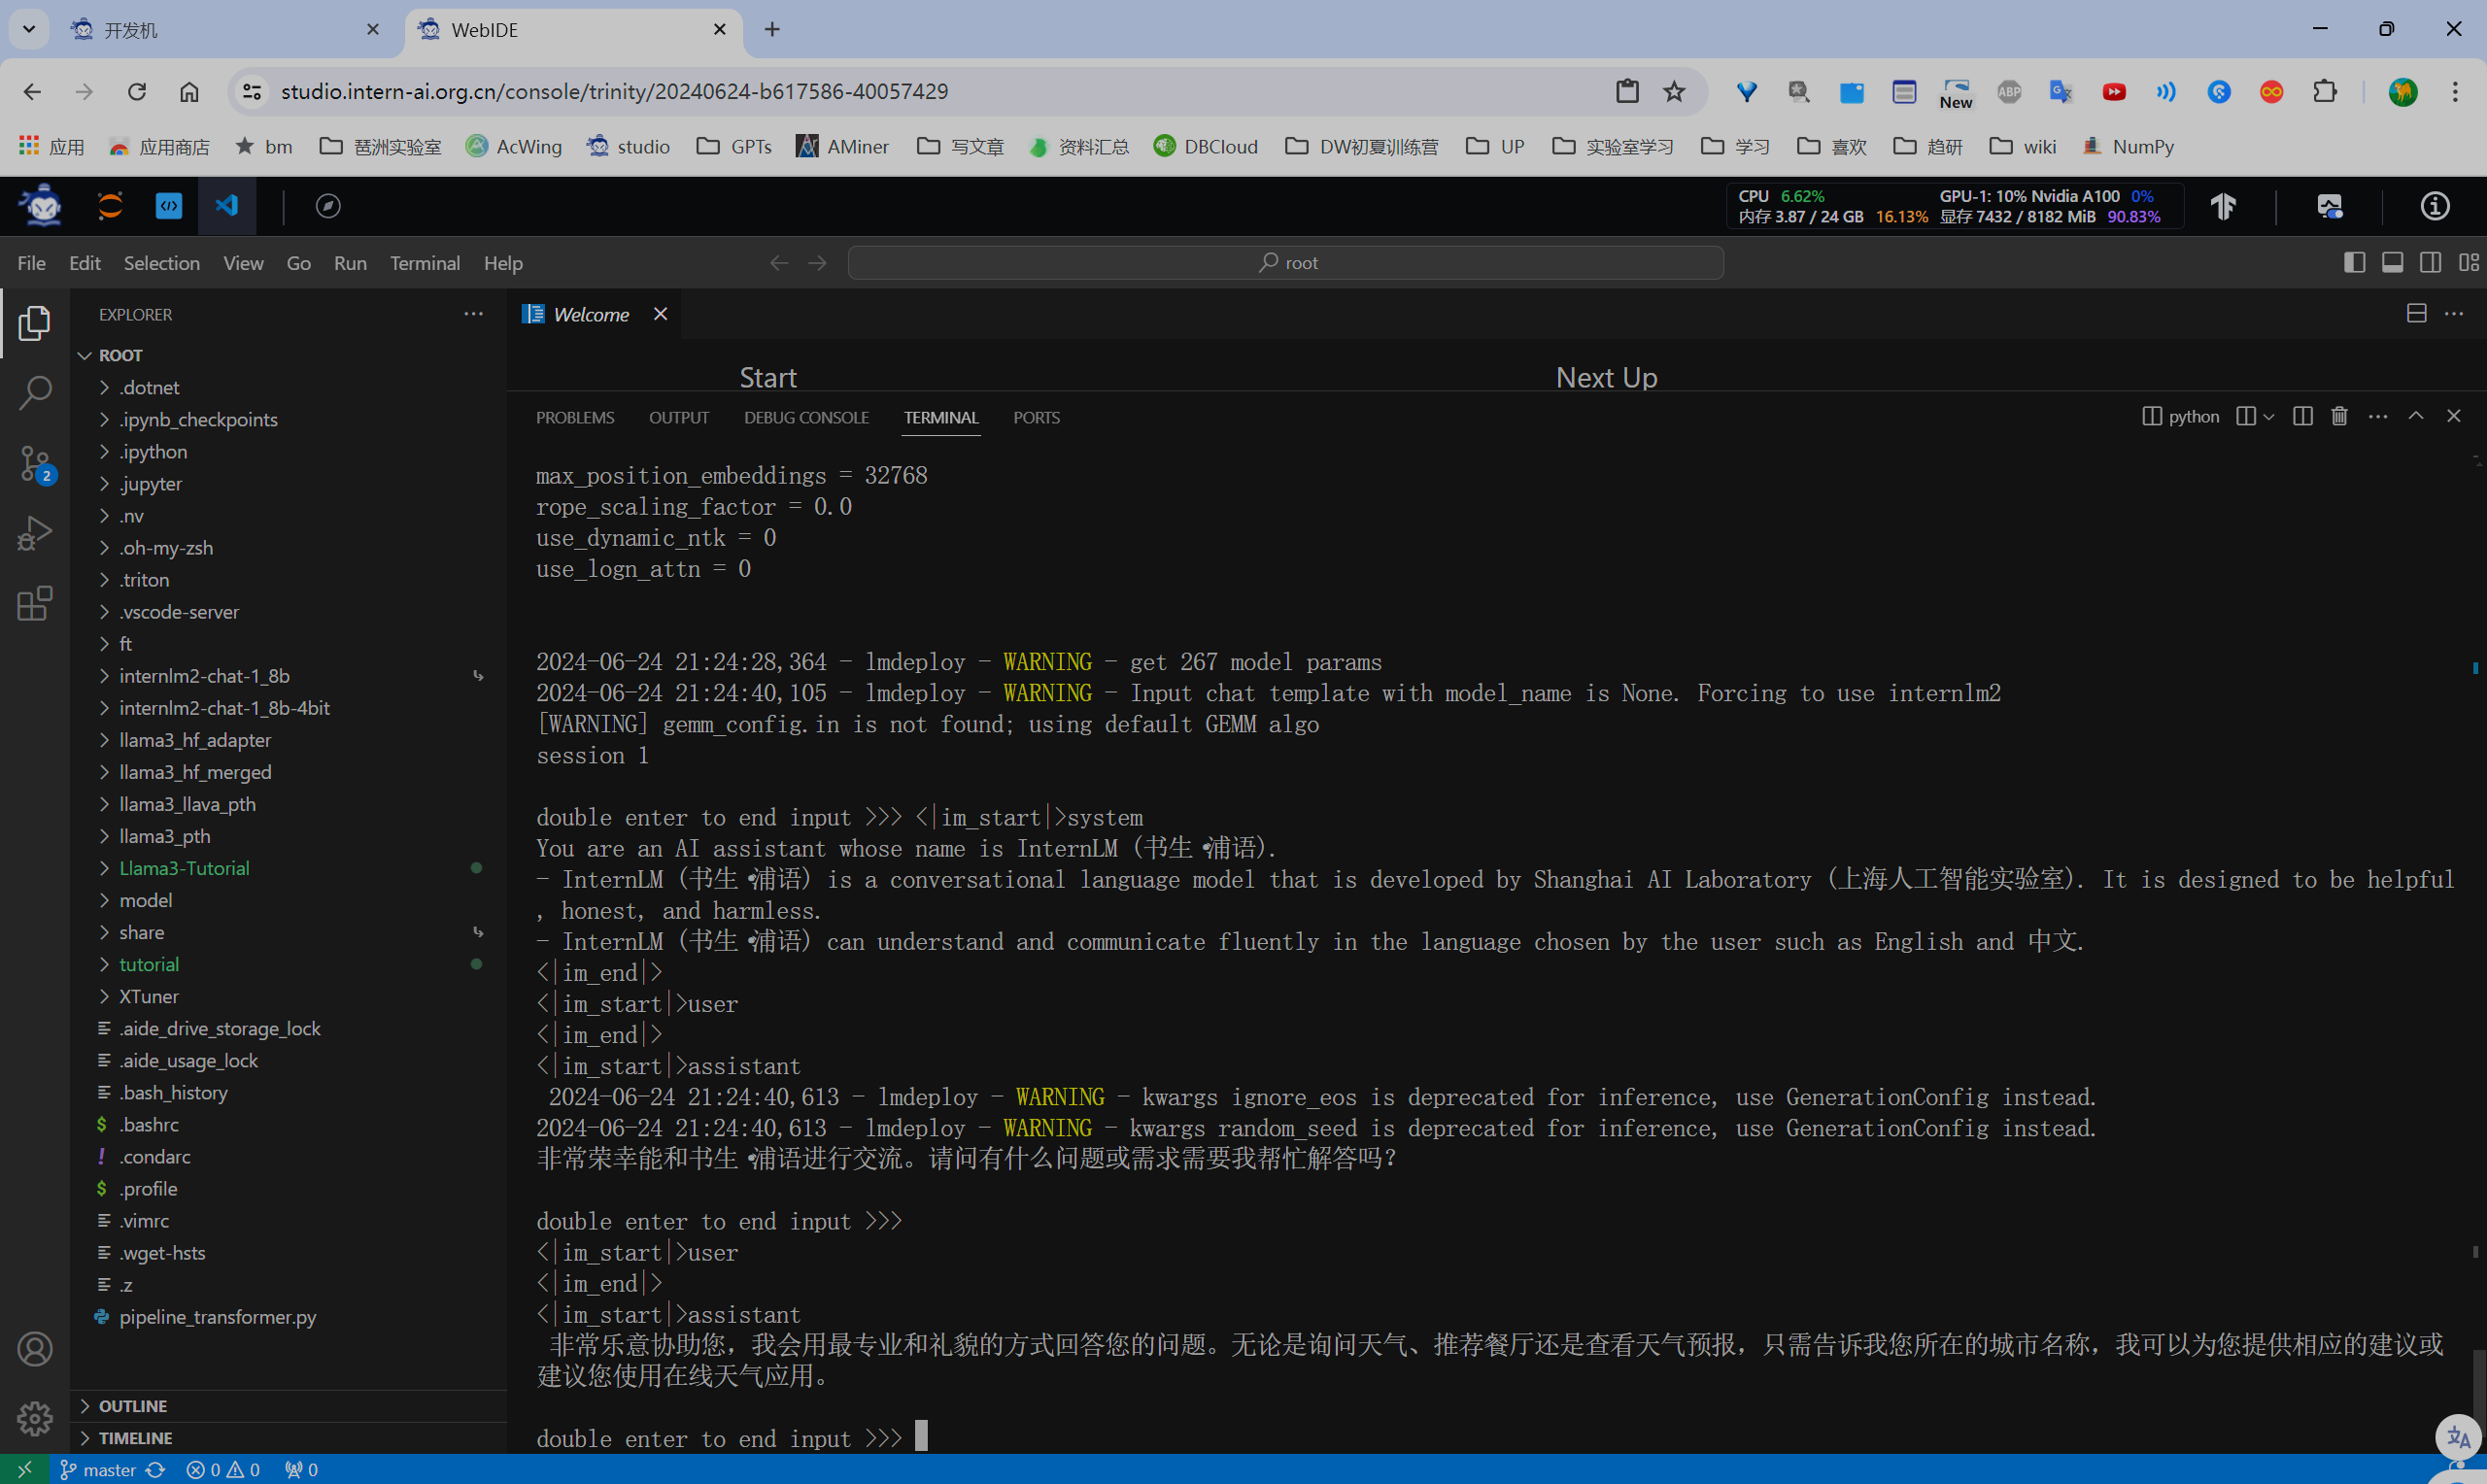 开发机
WebIDE
studio.intern-ai.org.cn/console/trinity/20240624-b617586-40057429
New
ABP
应用
应用商店
bm
琶洲实验室
AcWing
studio
GPTs
AMiner
写文章
资料汇总
DBCloud
DW初夏训练营
UP
实验室学习
学习
喜欢
趋研
wiki
NumPy
CPU 6.62% GPU-1: 10% Nvidia A100 0%
内存 3.87 / 24 GB 16.13% 显存 7432 / 8182 MiB 90.83%
File Edit Selection View Go Run Terminal Help
root
EXPLORER
Welcome
ROOT
.dotnet
.ipynb_checkpoints
.ipython
.jupyter
.nv
.oh-my-zsh
.triton
.vscode-server
ft
internlm2-chat-1_8b
internlm2-chat-1_8b-4bit
llama3_hf_adapter
llama3_hf_merged
llama3_llava_pth
llama3_pth
Llama3-Tutorial
model
share
tutorial
XTuner
.aide_drive_storage_lock
.aide_usage_lock
.bash_history
.bashrc
.condarc
.profile
.vimrc
.wget-hsts
.z
pipeline_transformer.py
OUTLINE
TIMELINE
2
Start
Next Up
PROBLEMS OUTPUT DEBUG CONSOLE TERMINAL PORTS
python
max_position_embeddings = 32768
rope_scaling_factor = 0.0
use_dynamic_ntk = 0
use_logn_attn = 0
2024-06-24 21:24:28,364 - lmdeploy - WARNING - get 267 model params
2024-06-24 21:24:40,105 - lmdeploy - WARNING - Input chat template with model_name is None. Forcing to use internlm2
[WARNING] gemm_config.in is not found; using default GEMM algo
session 1
double enter to end input >>> <|im_start|>system
You are an AI assistant whose name is InternLM (书生·浦语).
- InternLM (书生·浦语) is a conversational language model that is developed by Shanghai AI Laboratory (上海人工智能实验室). It is designed to be helpful
, honest, and harmless.
- InternLM (书生·浦语) can understand and communicate fluently in the language chosen by the user such as English and 中文.
<|im_end|>
<|im_start|>user
<|im_end|>
<|im_start|>assistant
2024-06-24 21:24:40,613 - lmdeploy - WARNING - kwargs ignore_eos is deprecated for inference, use GenerationConfig instead.
2024-06-24 21:24:40,613 - lmdeploy - WARNING - kwargs random_seed is deprecated for inference, use GenerationConfig instead.
非常荣幸能和书生·浦语进行交流。请问有什么问题或需求需要我帮忙解答吗？
double enter to end input >>>
<|im_start|>user
<|im_end|>
<|im_start|>assistant
非常乐意协助您，我会用最专业和礼貌的方式回答您的问题。无论是询问天气、推荐餐厅还是查看天气预报，只需告诉我您所在的城市名称，我可以为您提供相应的建议或
建议您使用在线天气应用。
double enter to end input >>>
master 0 0 0